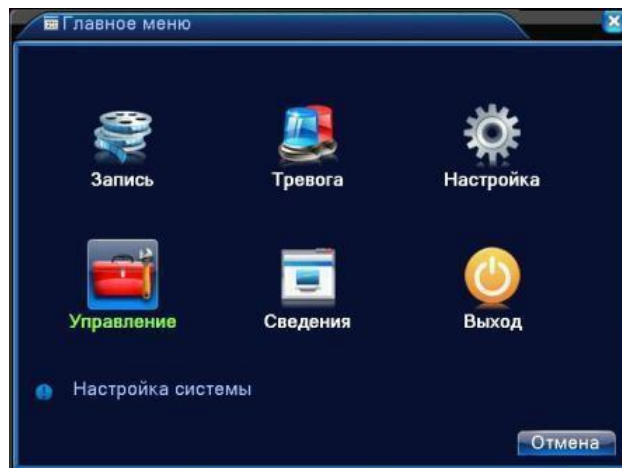 Главное меню
Запись
Тревога
Настройка
Управление
Сведения
Выход
Настройка системы
Отмена